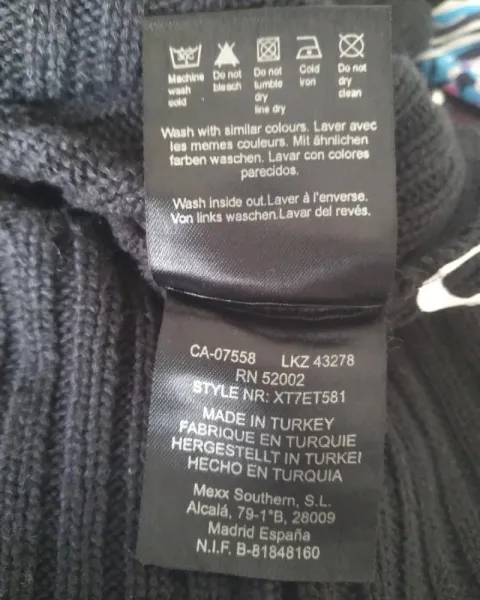 30C
Machine wash cold
Do not bleach
Do not tumble dry line dry
Cold iron
Do not dry clean
Wash with similar colours. Laver avec
les memes couleurs. Mit ähnlichen
farben waschen. Lavar con colores
parecidos.
Wash inside out.Laver à l'enverse.
Von links waschen.Lavar del revés.
CA-07558 LKZ 43278
RN 52002
STYLE NR: XT7ET581
MADE IN TURKEY
FABRIQUE EN TURQUIE
HERGESTELLT IN TURKEI
HECHO EN TURQUIA
Mexx Southern, S.L.
Alcalá, 79-1°B, 28009
Madrid España
N.I.F. B-81848160